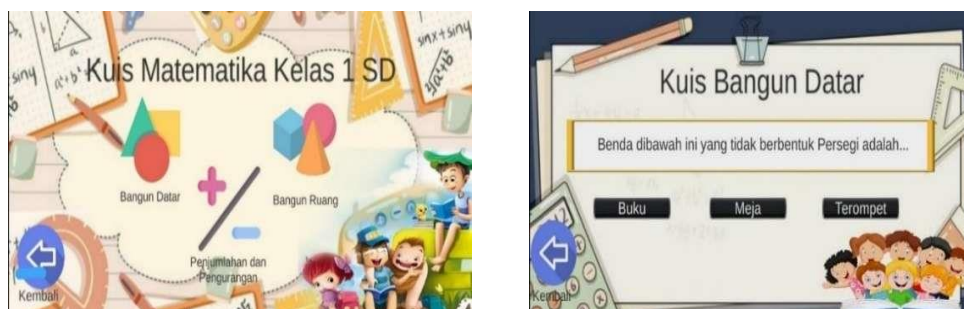 Kuis Matematika Kelas 1 SD
Bangun Datar
Bangun Ruang
Penjumlahan dan
Pengurangan
Kembali
Kuis Bangun Datar
Benda dibawah ini yang tidak berbentuk Persegi adalah...
Buku
Meja
Terompet
Kembali